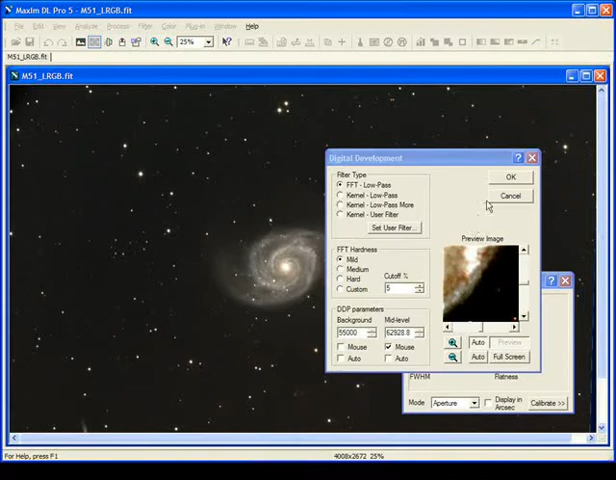 MaxIm DL Pro 5 - M51_LRGB.fit
File Edit View Analyze Process Filter Color Plug-in Window Help
25%
M51_LRGB.fit
M51_LRGB.fit
Digital Development
Filter Type
FFT - Low-Pass
Kernel - Low-Pass
Kernel - Low-Pass More
Kernel - User Filter
Set User Filter...
OK
Cancel
Preview Image
FFT Hardness
Mild
Medium
Hard
Custom
Cutoff %
5
DDP parameters
Background
Mid-level
55000
62928.8
Mouse
Mouse
Auto
Auto
Auto
Preview
Auto
Full Screen
FWHM
Flatness
Mode
Aperture
Display in
Arcsec
Calibrate >>
For Help, press F1
4008x2672 25%